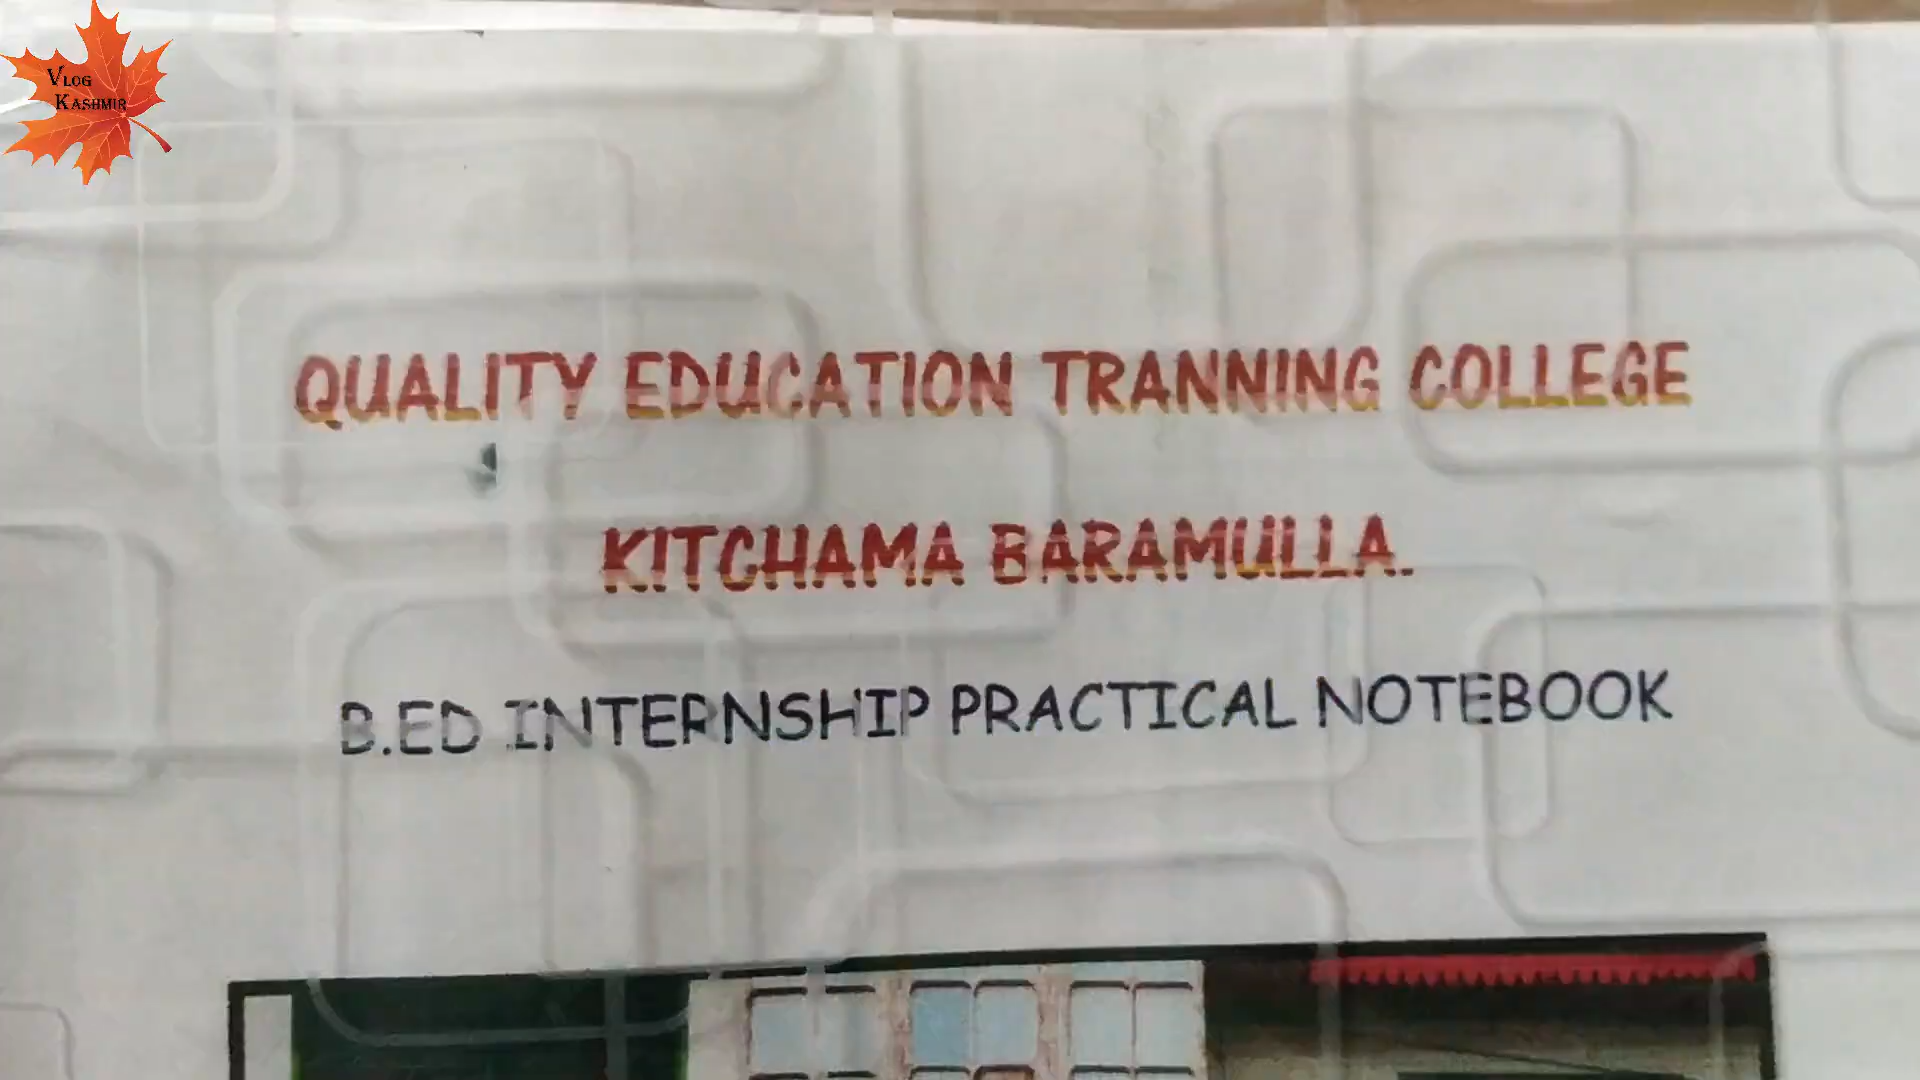 Vlog
Kashmir
QUALITY EDUCATION TRANNING COLLEGE
KITCHAMA BARAMULLA.
B.ED INTERNSHIP PRACTICAL NOTEBOOK